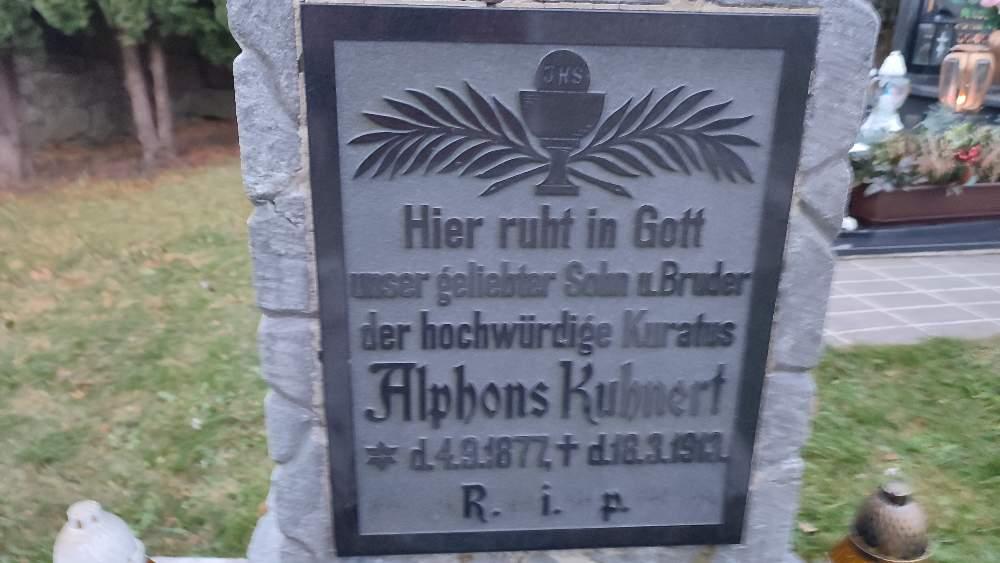 JHS
Hier ruht in Gott
unser geliebter Sohn u. Bruder
der hochwürdige Kuratus
Alphons Kuhnert
* d. 4.9.1877, † d. 18.3.1913.
R. i. p.